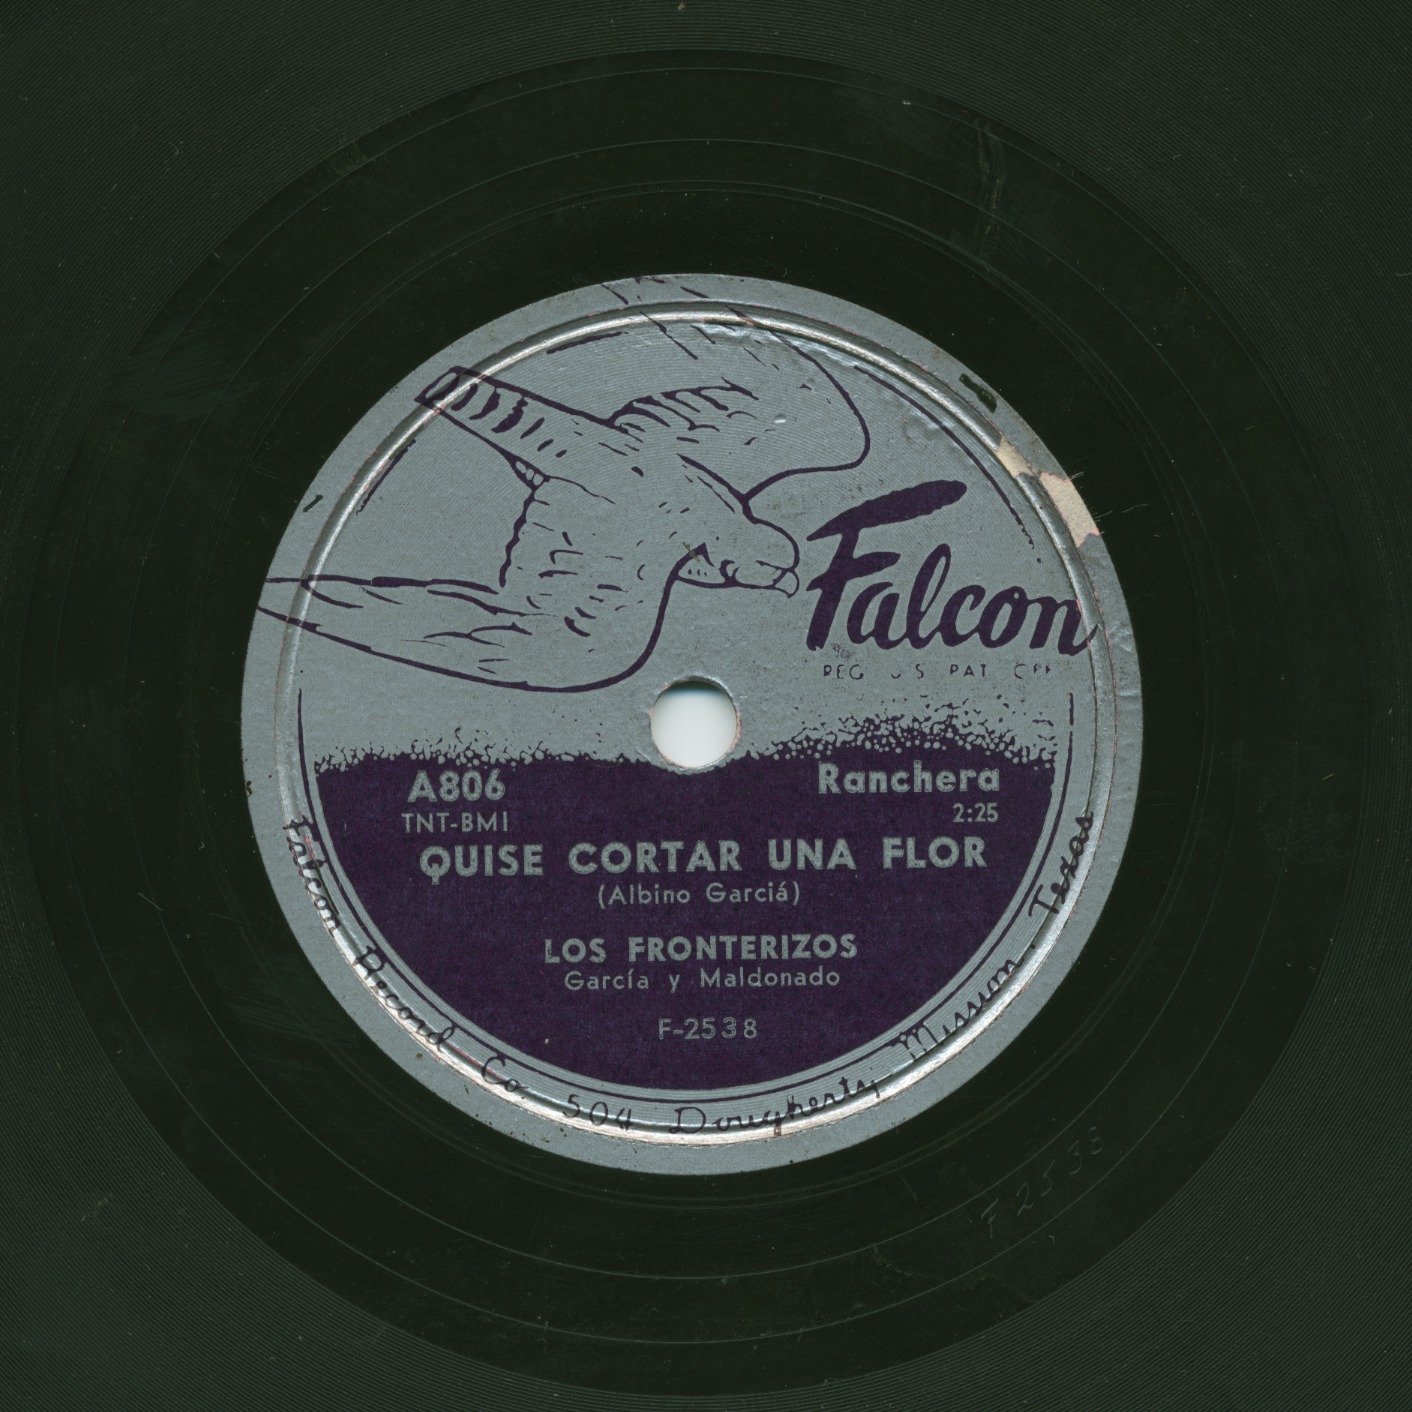 Falcon
REG U S PAT OFF
A806
Ranchera
TNT-BMI
2:25
QUISE CORTAR UNA FLOR
(Albino Garciá)
LOS FRONTERIZOS
García y Maldonado
F-2538
Falcon Record Co. 504 Dougherty Mission, Texas
F2538